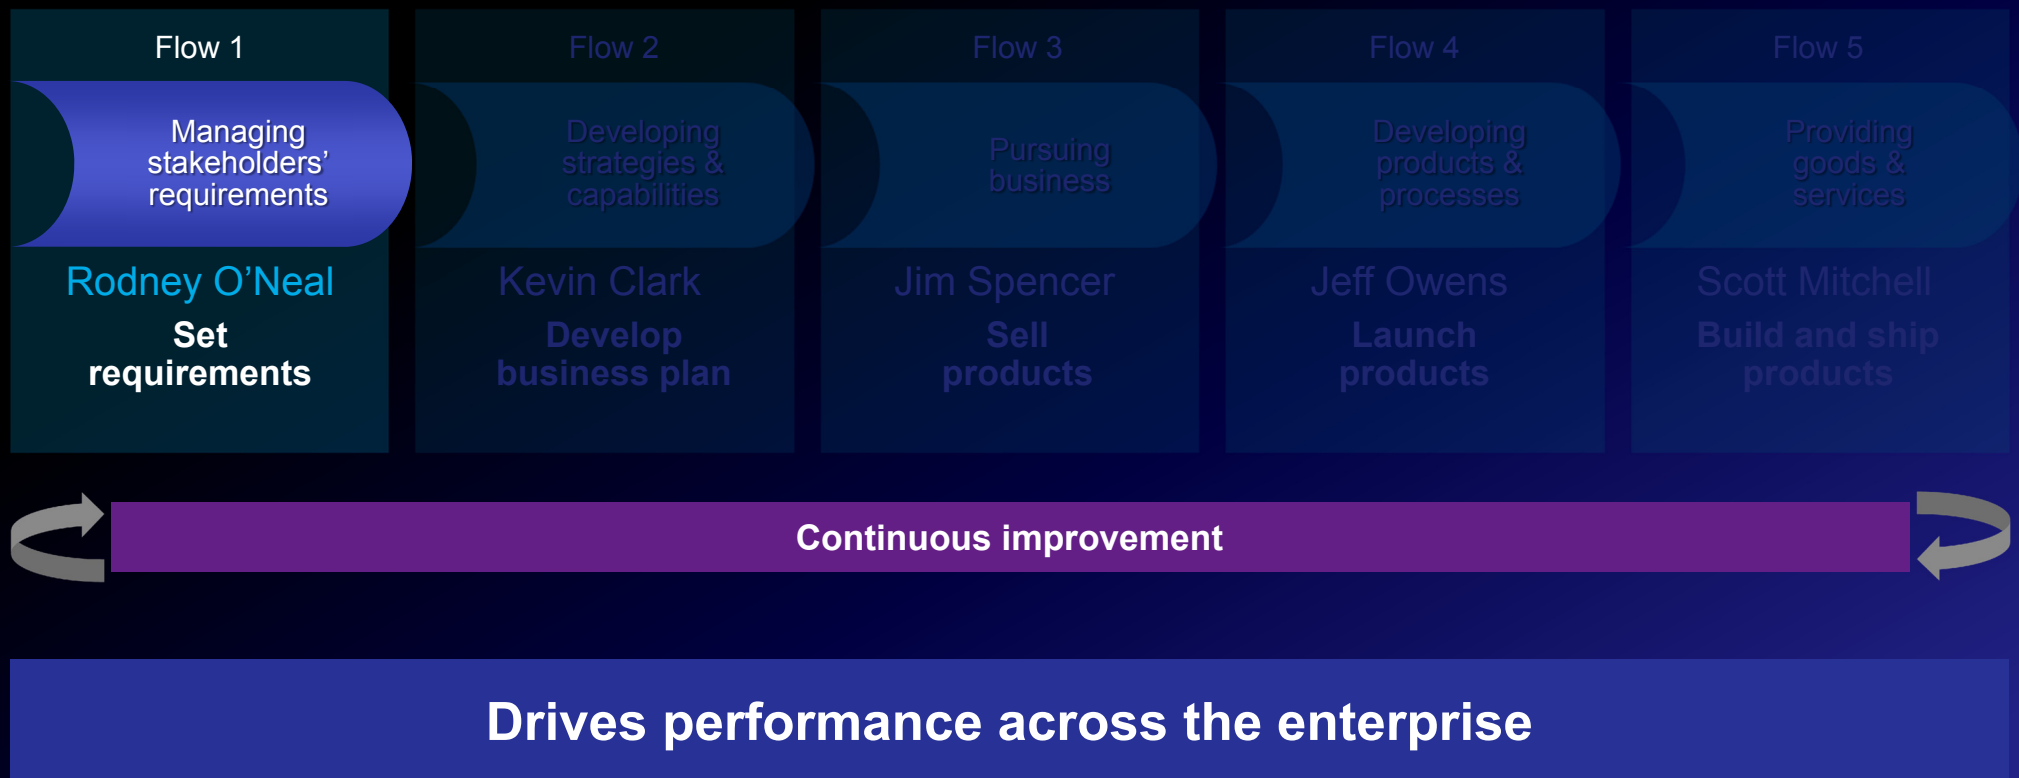 Flow 1
Managing
stakeholders’
requirements
Rodney O’Neal
Set
requirements
Flow 2
Developing
strategies &
capabilities
Kevin Clark
Develop
business plan
Flow 3
Pursuing
business
Jim Spencer
Sell
products
Flow 4
Developing
products &
processes
Jeff Owens
Launch
products
Flow 5
Providing
goods &
services
Scott Mitchell
Build and ship
products
Continuous improvement
Drives performance across the enterprise